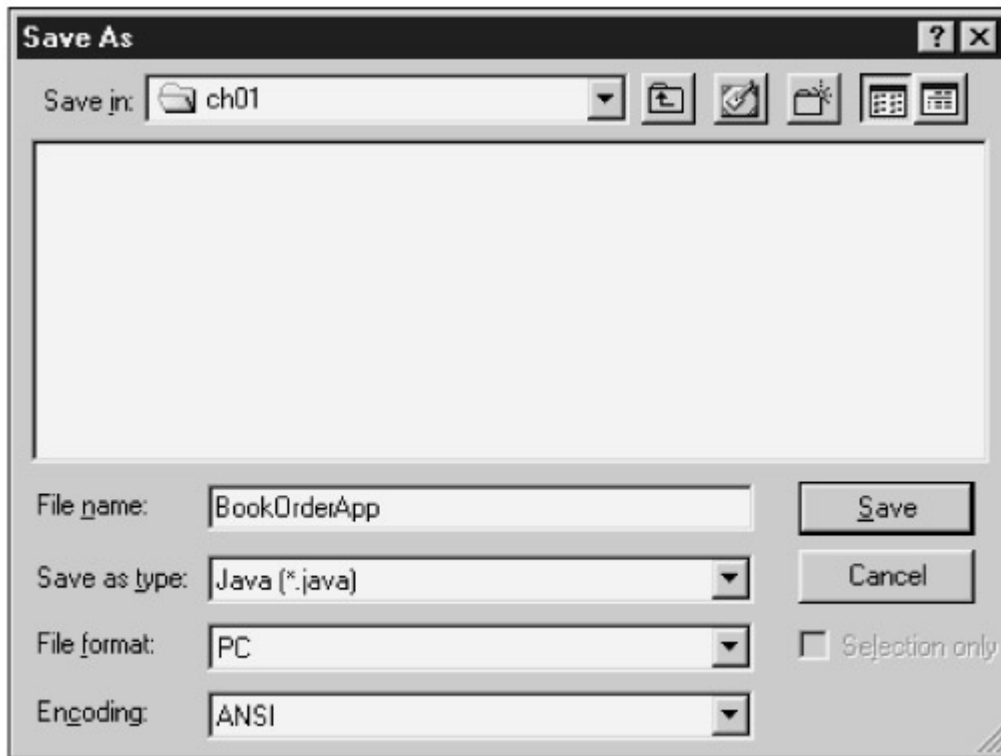 Save As
Save in: ch01
File name: BookOrderApp
Save
Save as type: Java (*.java)
Cancel
File format: PC
Selection only
Encoding: ANSI